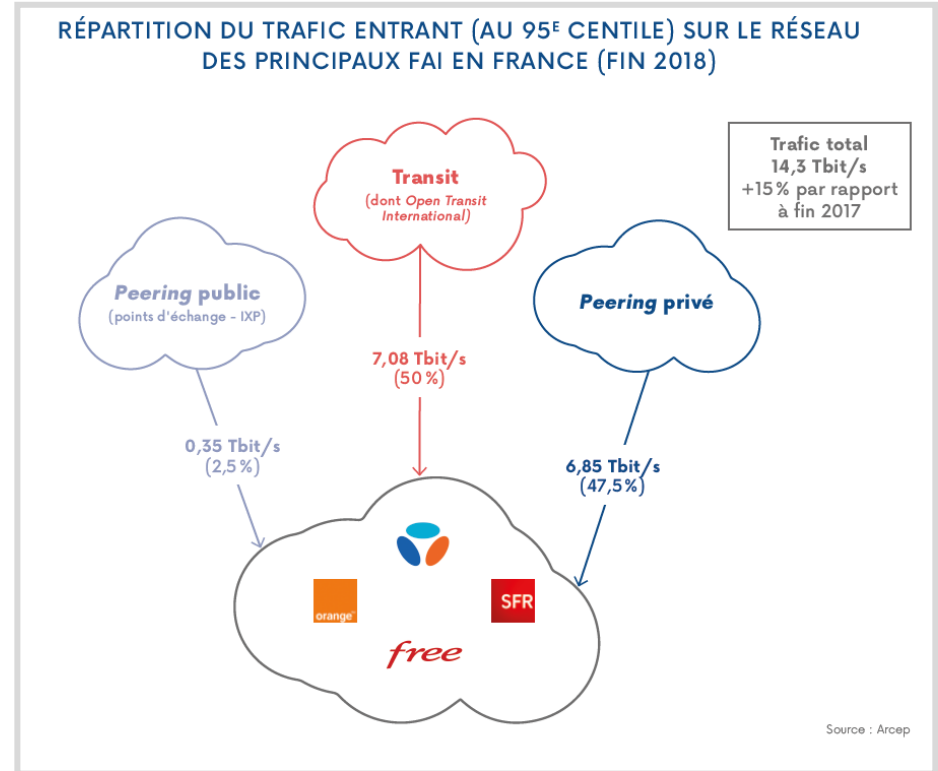 RÉPARTITION DU TRAFIC ENTRANT (AU 95E CENTILE) SUR LE RÉSEAU
DES PRINCIPAUX FAI EN FRANCE (FIN 2018)
Trafic total
14,3 Tbit/s
+15% par rapport
à fin 2017
Transit
(dont Open Transit
International)
Peering public
(points d'échange - IXP)
Peering privé
7,08 Tbit/s
(50 %)
0,35 Tbit/s
(2,5 %)
6,85 Tbit/s
(47,5%)
orange™
SFR
free
Source : Arcep